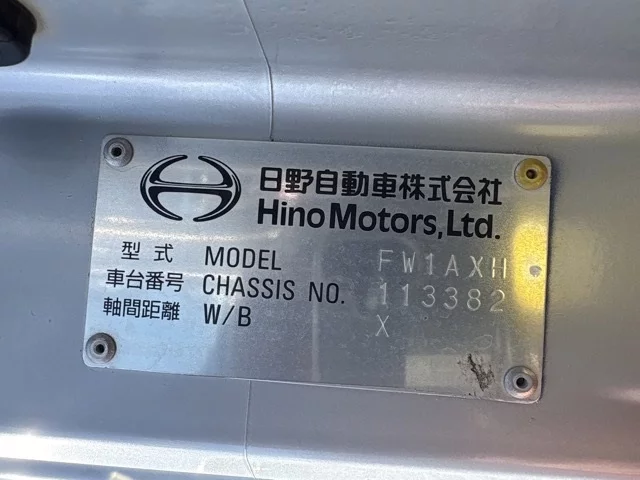 日野自動車株式会社
Hino Motors, Ltd.
型式 MODEL FW1AXH
車台番号 CHASSIS NO. 113382
軸間距離 W/B X